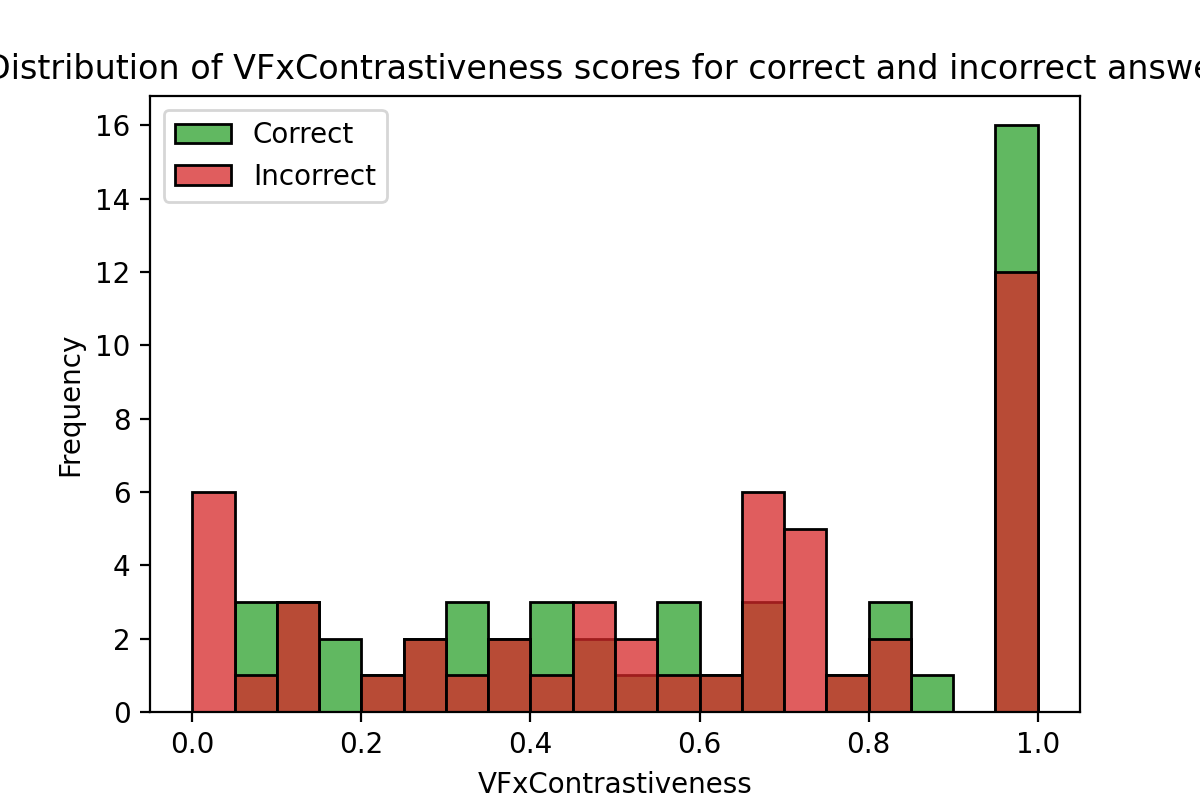 Distribution of VFxContrastiveness scores for correct and incorrect answe
Correct
Incorrect
16
14
12
10
8
6
4
2
0
Frequency
0.0 0.2 0.4 0.6 0.8 1.0
VFxContrastiveness